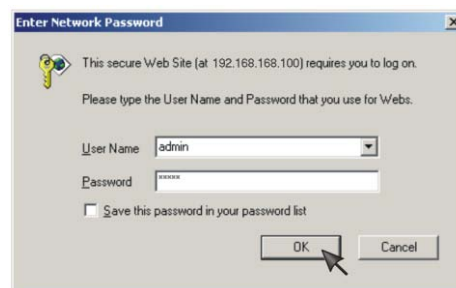 Enter Network Password
This secure Web Site (at 192.168.168.100) requires you to log on.
Please type the User Name and Password that you use for Webs.
User Name admin
Password xxxxx
Save this password in your password list
OK Cancel